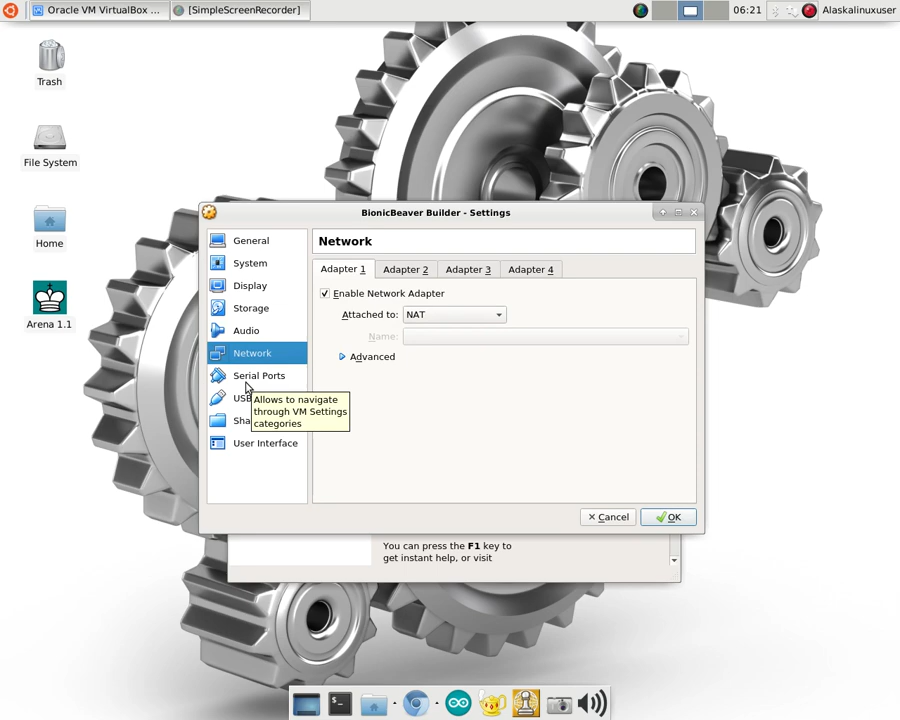 Oracle VM VirtualBox ...
[SimpleScreenRecorder]
06:21
Alaskalinuxuser
Trash
File System
Home
Arena 1.1
BionicBeaver Builder - Settings
General
System
Display
Storage
Audio
Network
Serial Ports
USB
Sha
User Interface
Network
Adapter 1
Adapter 2
Adapter 3
Adapter 4
Enable Network Adapter
Attached to:
NAT
Name:
Advanced
Allows to navigate
through VM Settings
categories
Cancel
OK
You can press the F1 key to
get instant help, or visit
>_